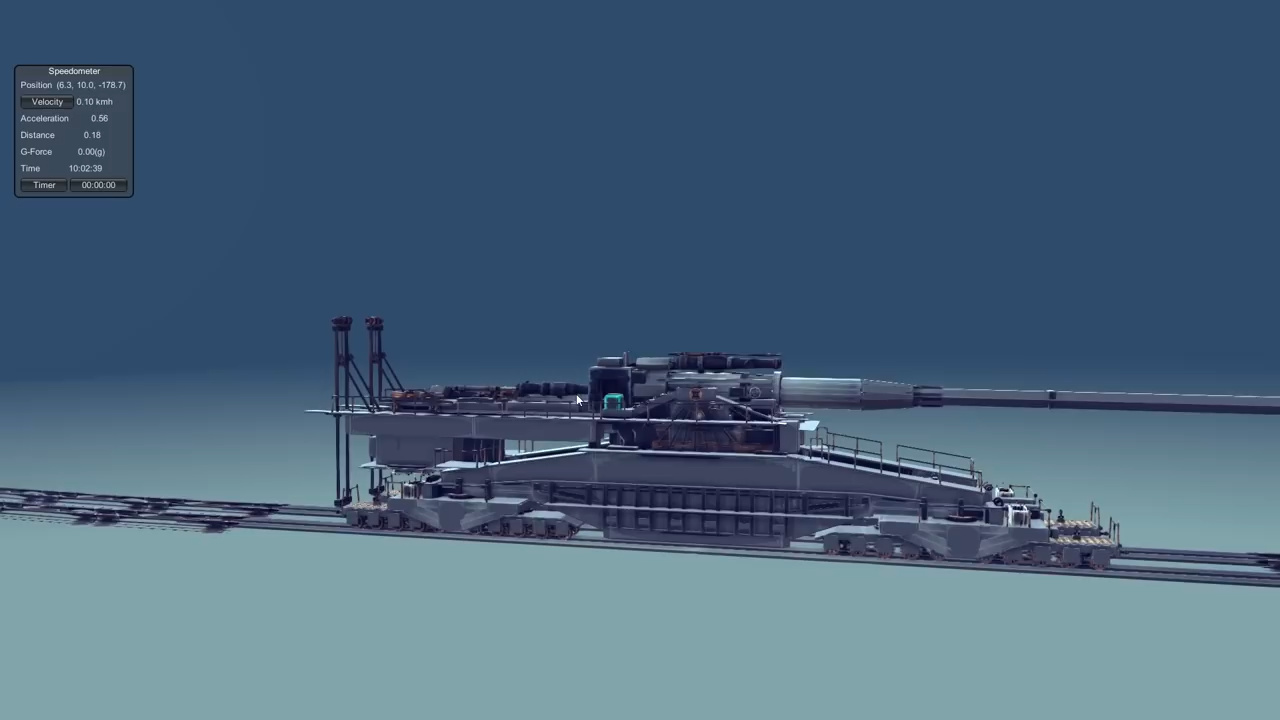 Speedometer
Position (6.3, 10.0, -178.7)
Velocity 0.10 kmh
Acceleration 0.56
Distance 0.18
G-Force 0.00(g)
Time 10:02:39
Timer 00:00:00